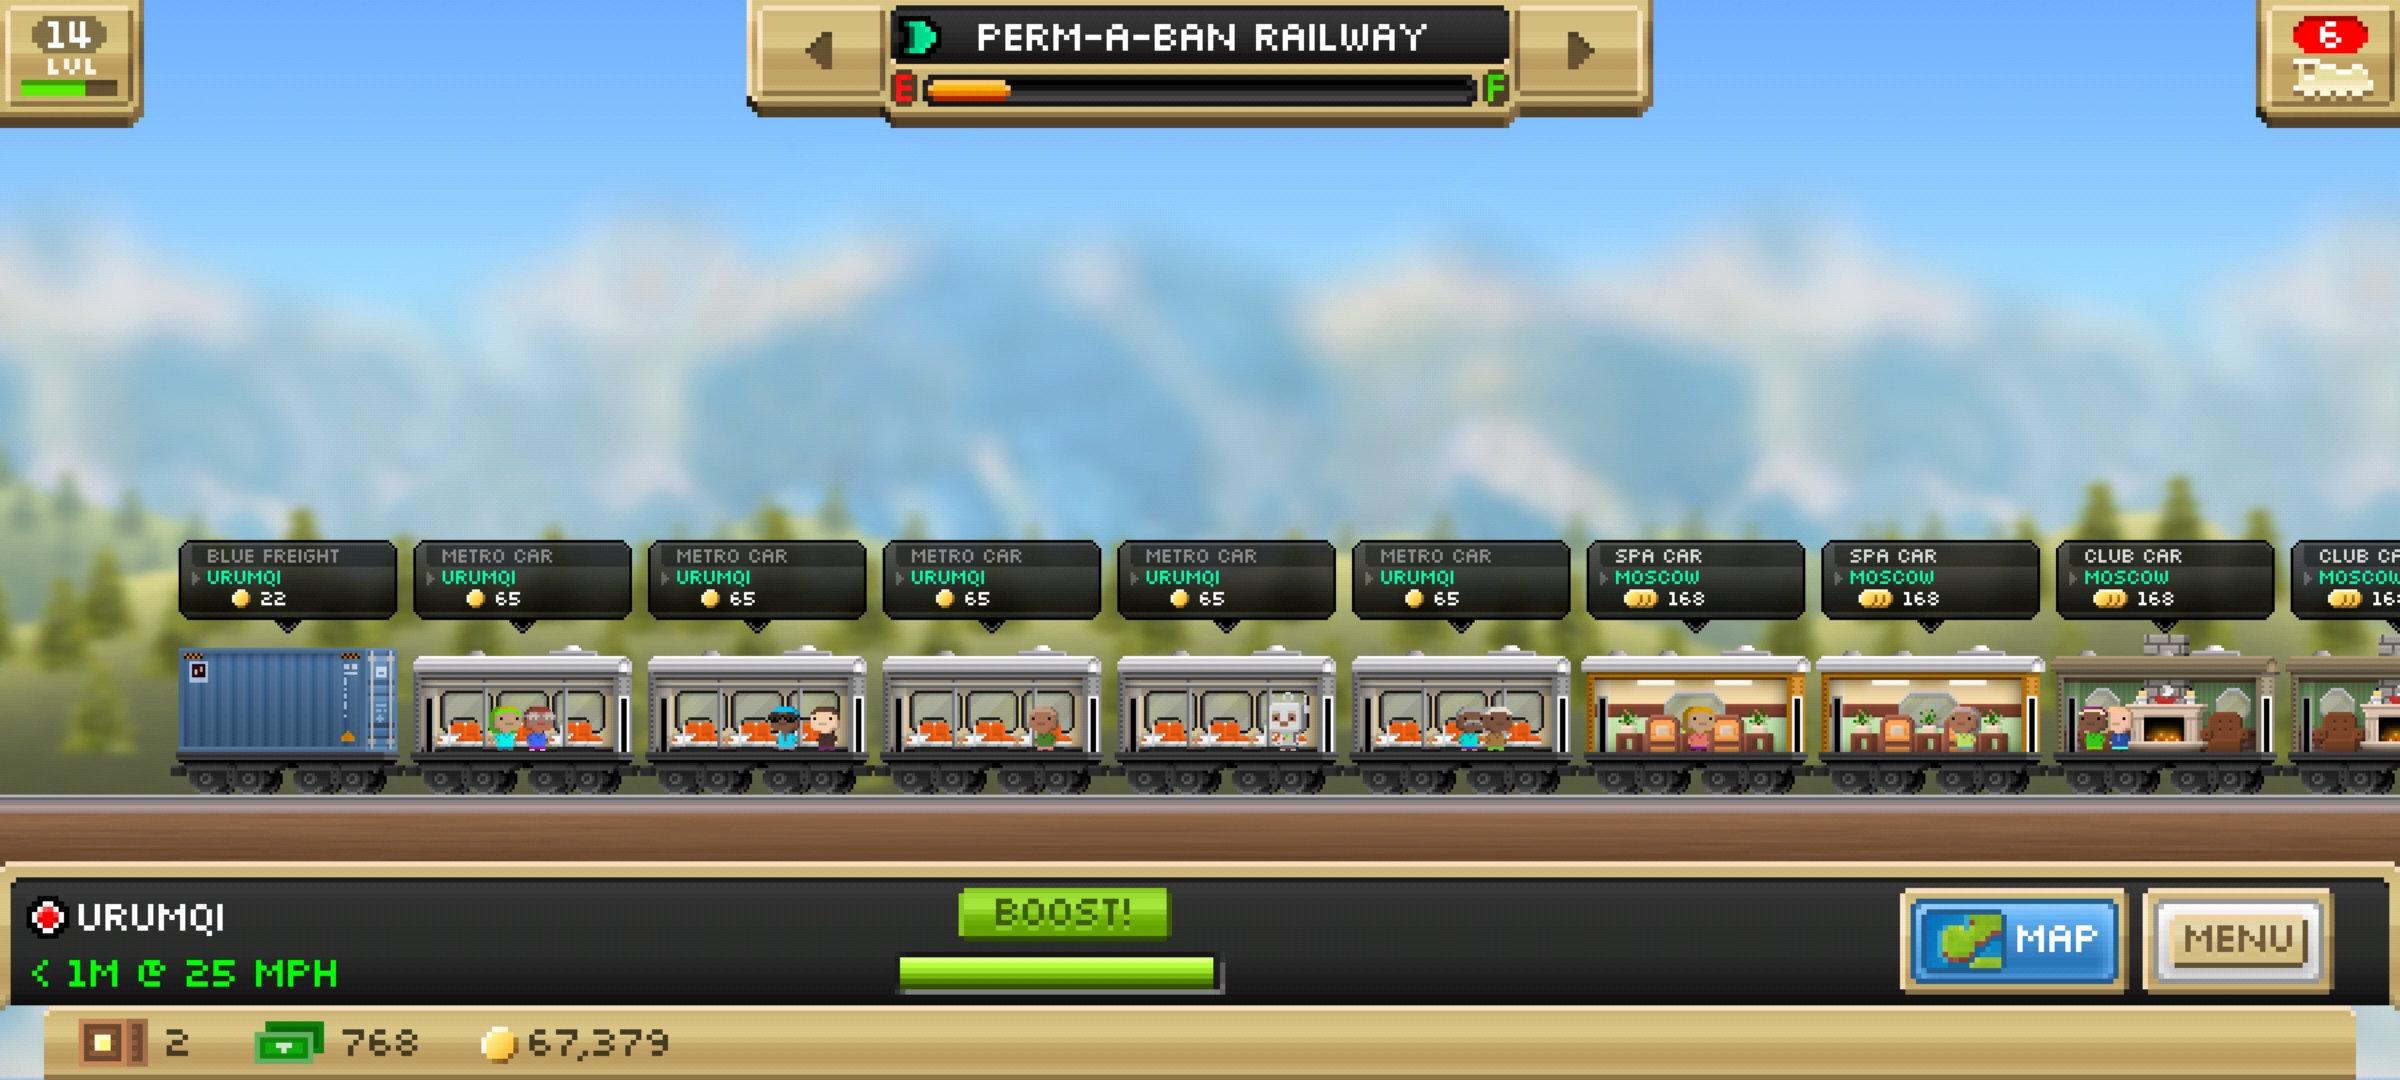 14
LVL
PERM-A-BAN RAILWAY
E F
6
BLUE FREIGHT
URUMQI
22
METRO CAR
URUMQI
65
METRO CAR
URUMQI
65
METRO CAR
URUMQI
65
METRO CAR
URUMQI
65
METRO CAR
URUMQI
65
SPA CAR
MOSCOW
168
SPA CAR
MOSCOW
168
CLUB CAR
MOSCOW
168
CLUB
MOSCOW
URUMQI
< 1M @ 25 MPH
BOOST!
MAP
MENU
2
768
67,379